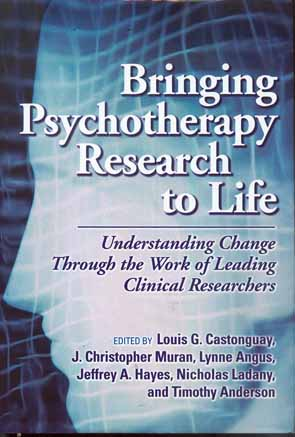 Bringing
Psychotherapy
Research
to Life
Understanding Change
Through the Work of Leading
Clinical Researchers
EDITED BY Louis G. Castonguay,
J. Christopher Muran, Lynne Angus,
Jeffrey A. Hayes, Nicholas Ladany,
and Timothy Anderson